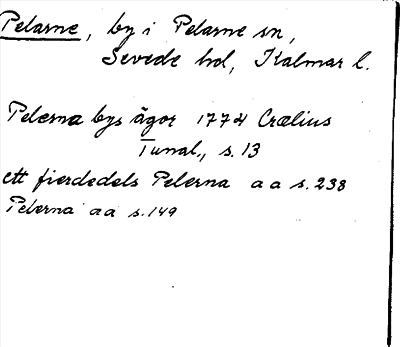 Pelarne, by i Pelarne sn,
Sevede hd, Kalmar l.
Pelerna bys ägor 1774 Crælius
Tunal., s. 13
ett fierdedels Pelerna a a s. 238
Pelerna a a s. 149